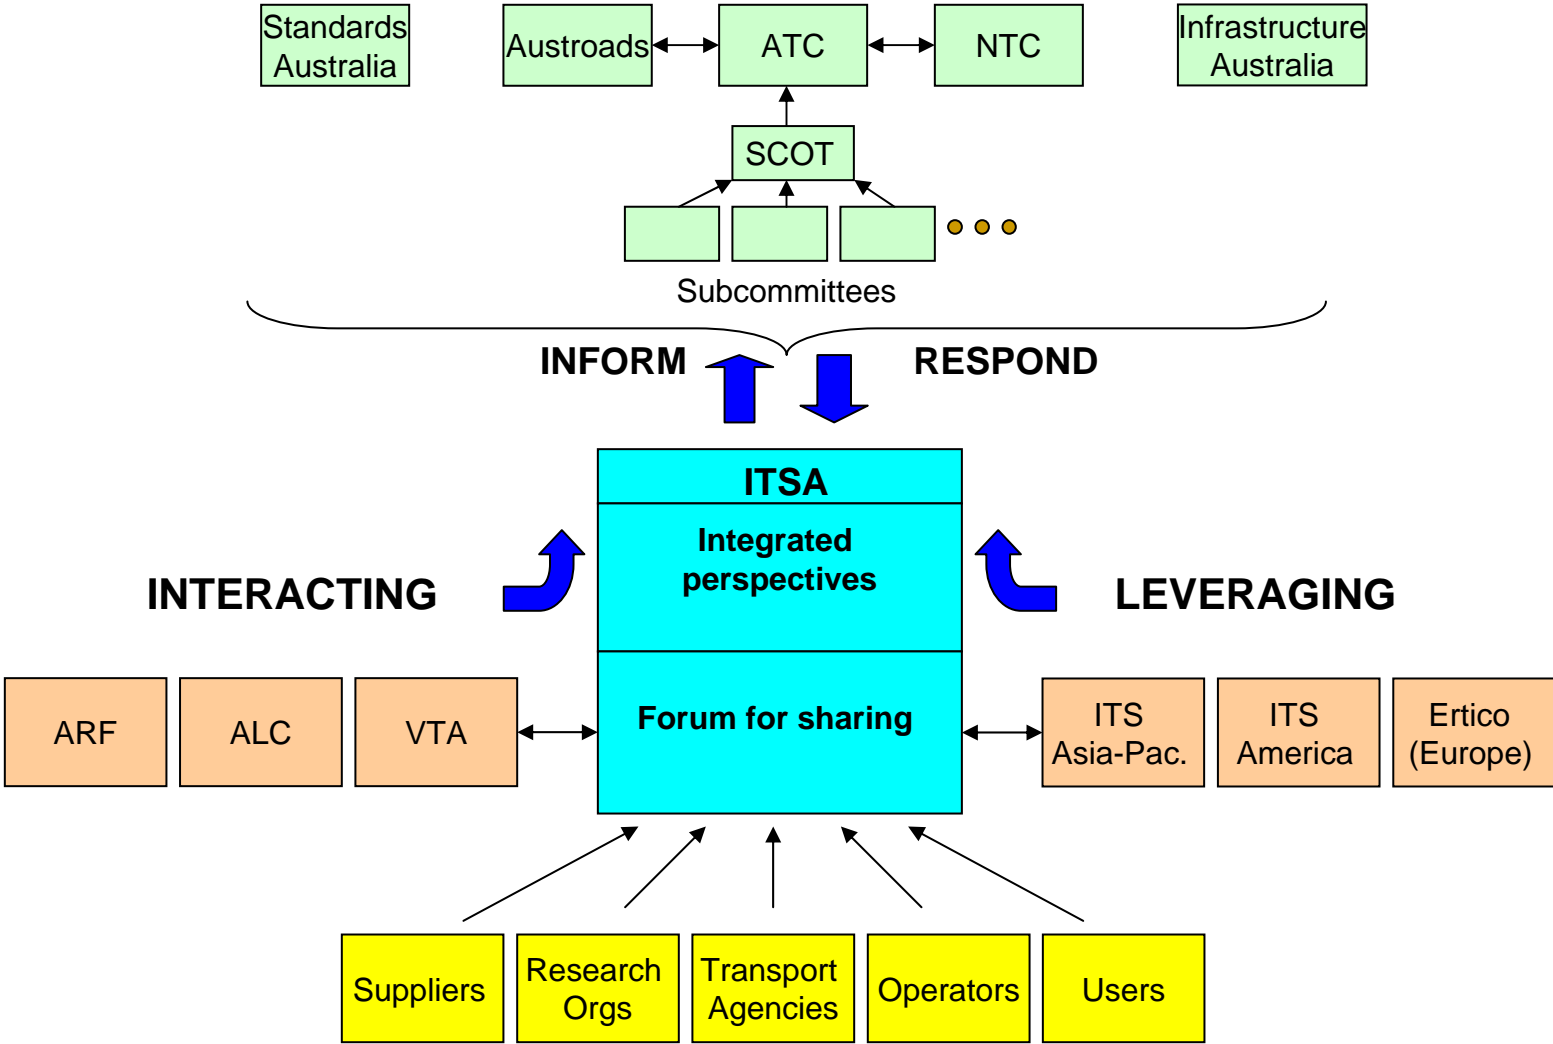 Standards
Australia
Austroads
ATC
NTC
Infrastructure
Australia
SCOT
Subcommittees
INFORM
RESPOND
ITSA
Integrated
perspectives
INTERACTING
LEVERAGING
Forum for sharing
ARF
ALC
VTA
ITS
Asia-Pac.
ITS
America
Ertico
(Europe)
Suppliers
Research
Orgs
Transport
Agencies
Operators
Users